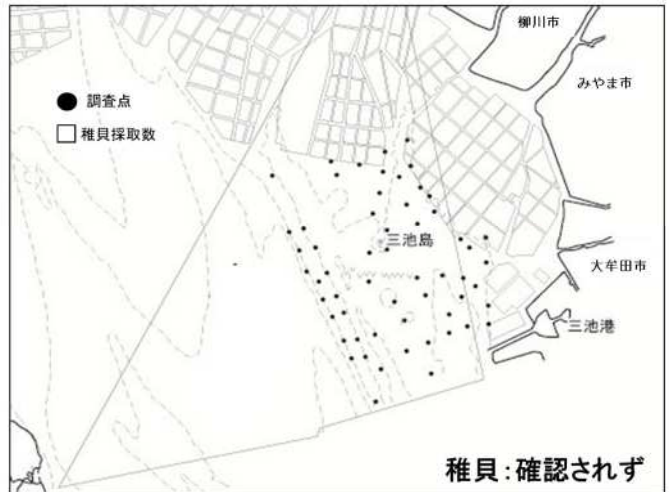 柳川市
みやま市
調査点
稚貝採取数
三池島
大牟田市
三池港
稚貝:確認されず